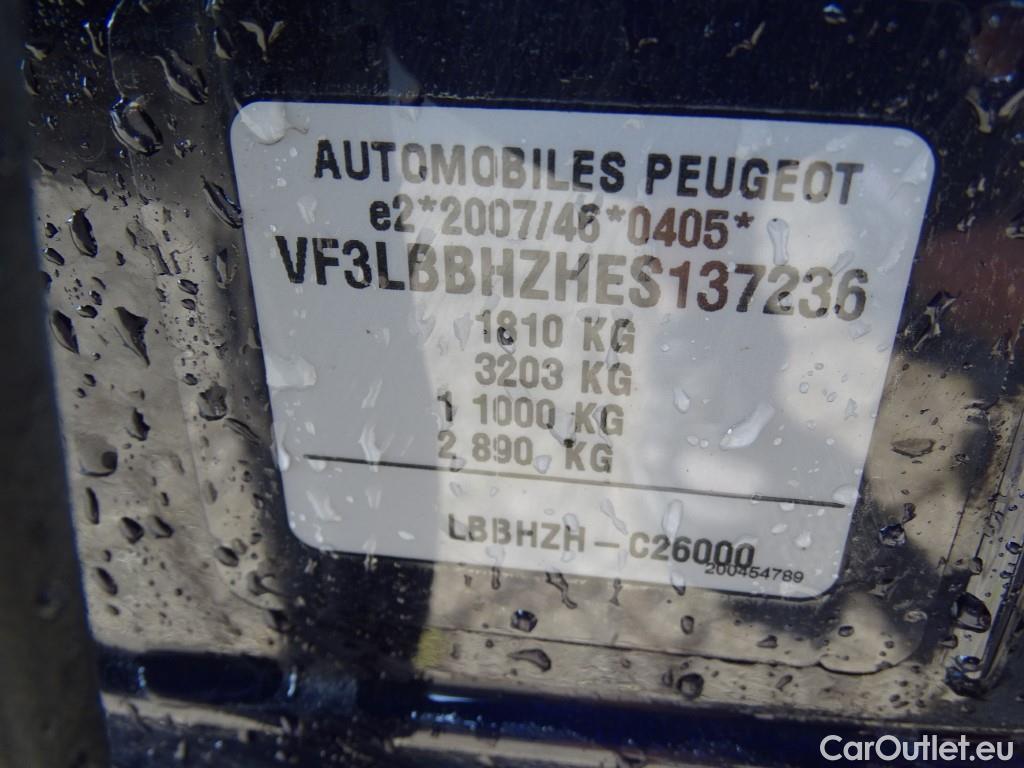 AUTOMOBILES PEUGEOT
e2*2007/46*0405*
VF3LBBHZHES137236
1810 KG
3203 KG
1 1000 KG
2 890 KG
LBBHZH - C26000
200454789
CarOutlet.eu